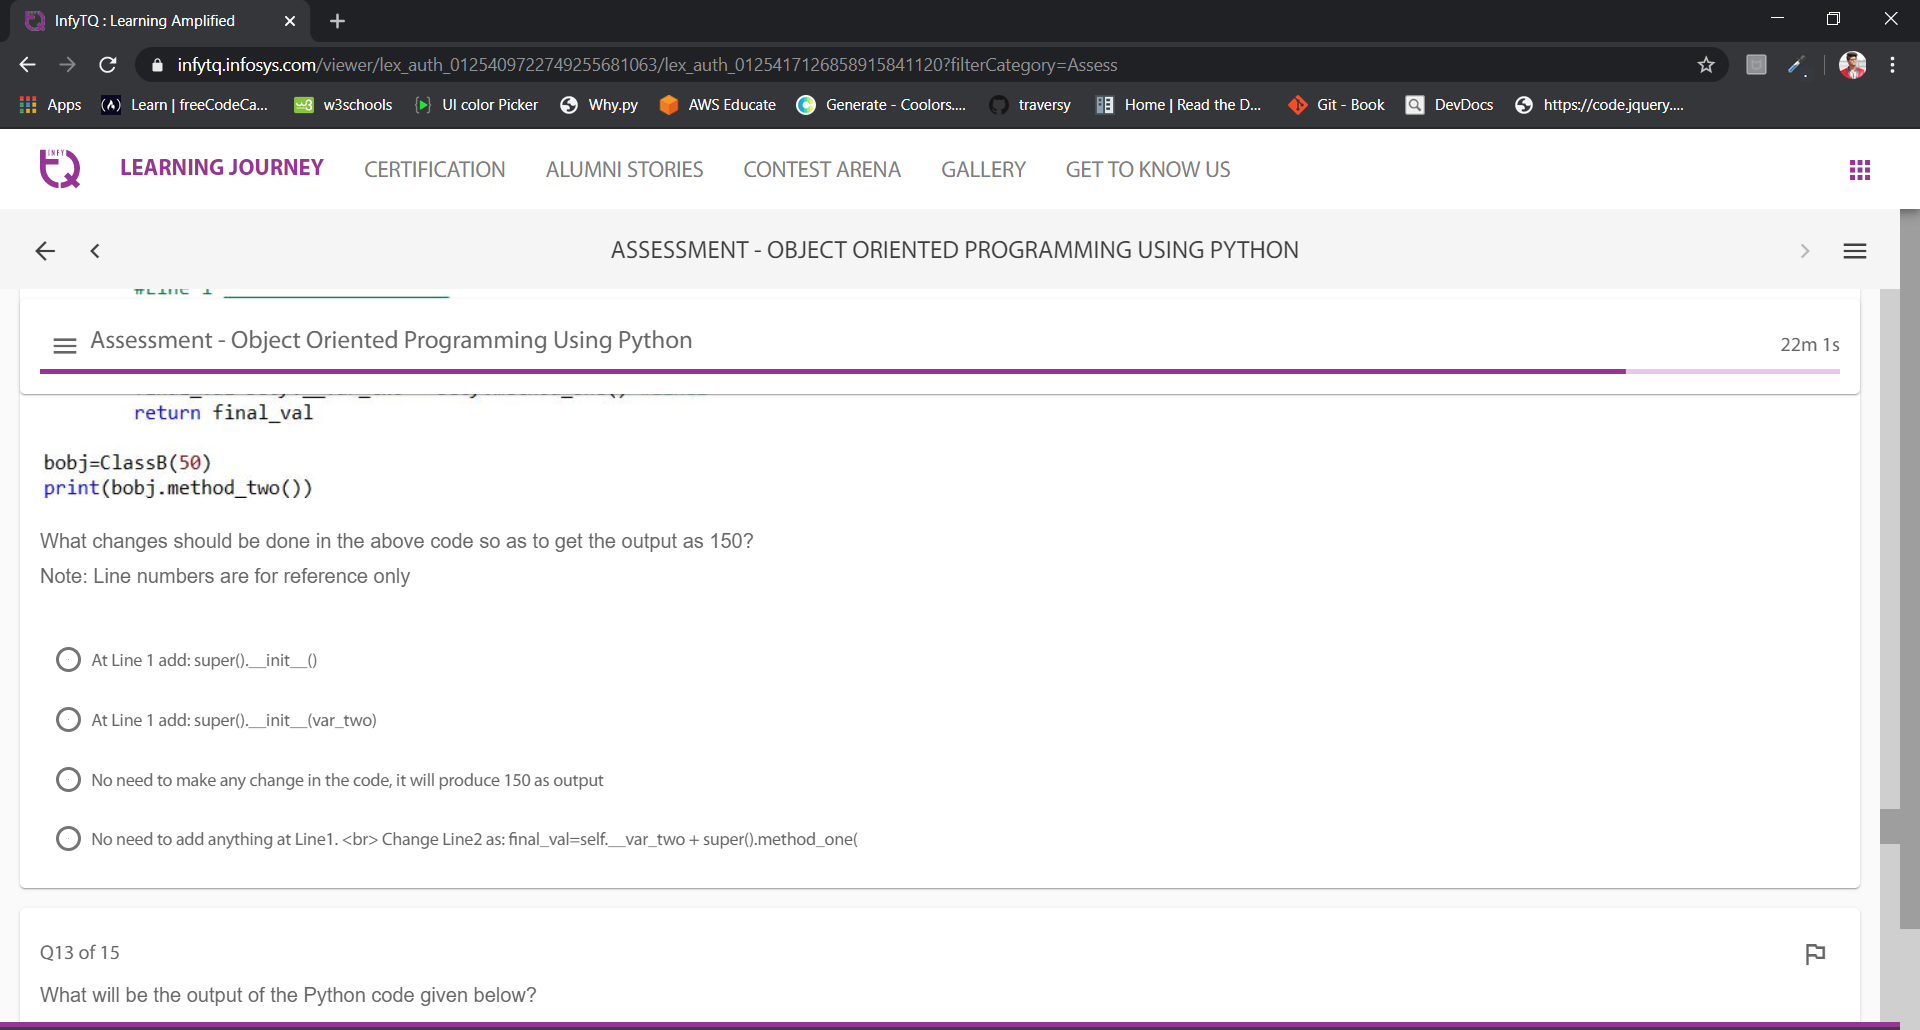 InfyTQ : Learning Amplified
infytq.infosys.com/viewer/lex_auth_0125409722749255681063/lex_auth_0125417126858915841120?filterCategory=Assess
Apps Learn | freeCodeCa... w3schools UI color Picker Why.py AWS Educate Generate - Coolors.... traversy Home | Read the D... Git - Book DevDocs https://code.jquery....
INFY TQ LEARNING JOURNEY CERTIFICATION ALUMNI STORIES CONTEST ARENA GALLERY GET TO KNOW US
ASSESSMENT - OBJECT ORIENTED PROGRAMMING USING PYTHON
#Line 1
Assessment - Object Oriented Programming Using Python 22m 1s
return final_val
bobj=ClassB(50)
print(bobj.method_two())
What changes should be done in the above code so as to get the output as 150?
Note: Line numbers are for reference only
At Line 1 add: super().__init__()
At Line 1 add: super().__init__(var_two)
No need to make any change in the code, it will produce 150 as output
No need to add anything at Line1. <br> Change Line2 as: final_val=self.__var_two + super().method_one(
Q13 of 15
What will be the output of the Python code given below?